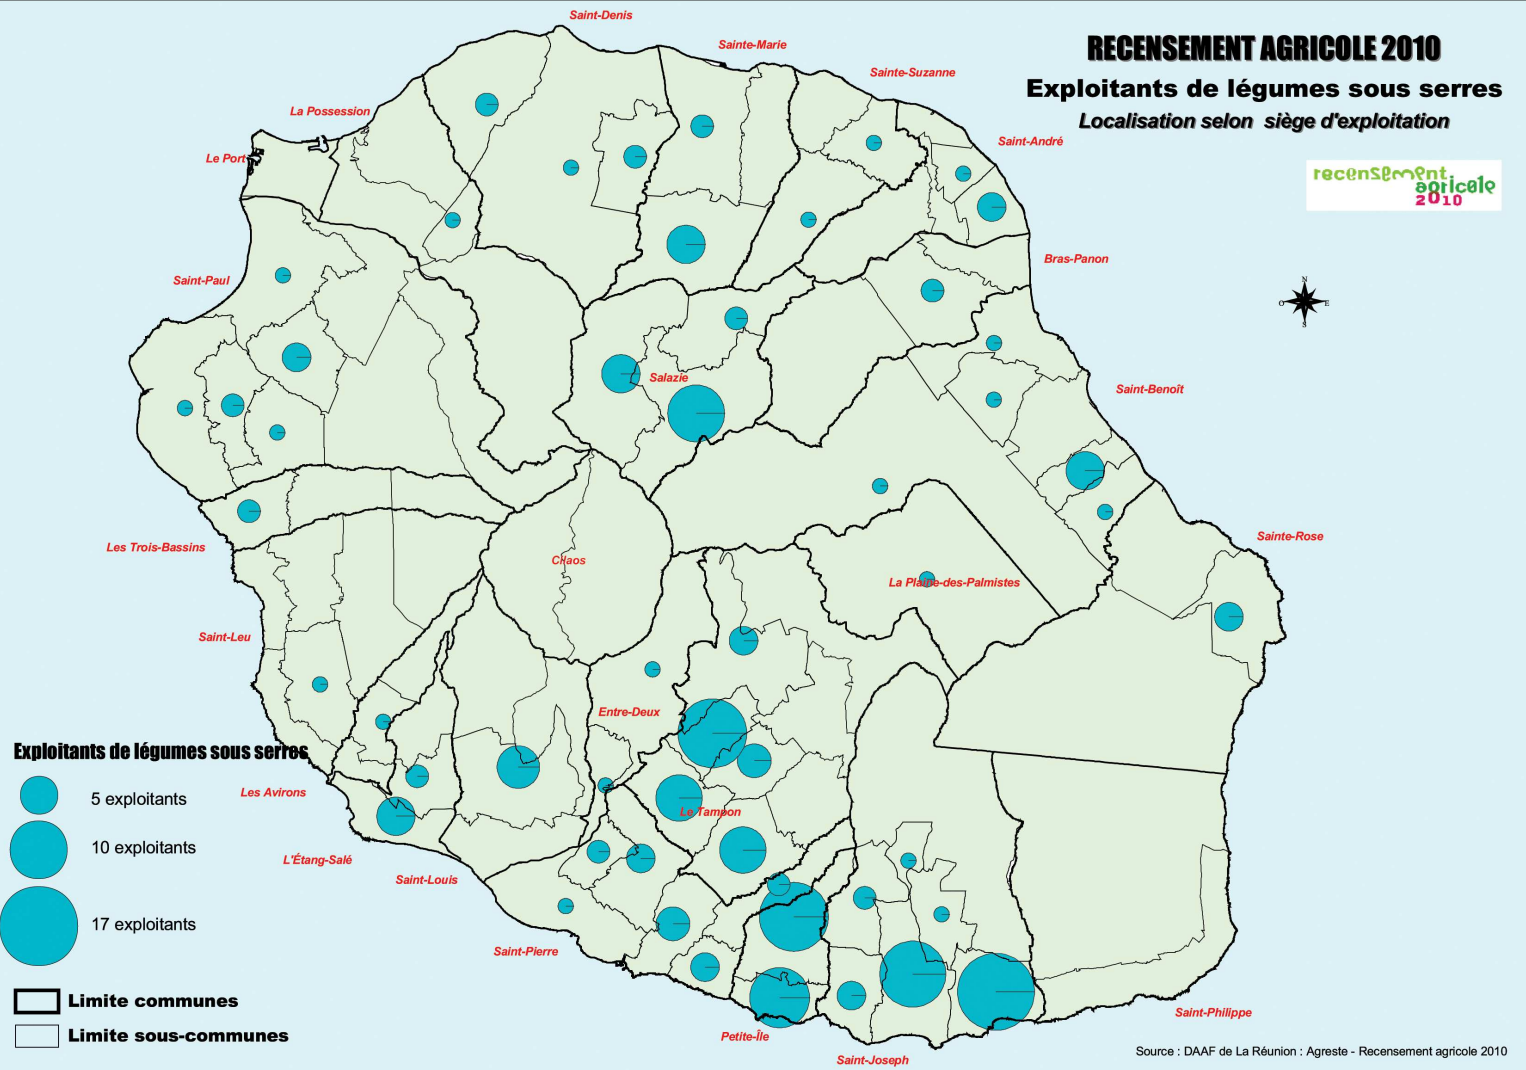 RECENSEMENT AGRICOLE 2010
Exploitants de légumes sous serres
Localisation selon siège d'exploitation
recensement
agricole
2010
Saint-Denis
Sainte-Marie
Sainte-Suzanne
La Possession
Saint-André
Le Port
Bras-Panon
Saint-Paul
N
O
E
S
Salazie
Saint-Benoît
Sainte-Rose
Les Trois-Bassins
Cilaos
La Plaine-des-Palmistes
Saint-Leu
Entre-Deux
Les Avirons
Le Tampon
L'Étang-Salé
Saint-Louis
Saint-Pierre
Saint-Philippe
Petite-Île
Saint-Joseph
Exploitants de légumes sous serres
5 exploitants
10 exploitants
17 exploitants
Limite communes
Limite sous-communes
Source : DAAF de La Réunion : Agreste - Recensement agricole 2010